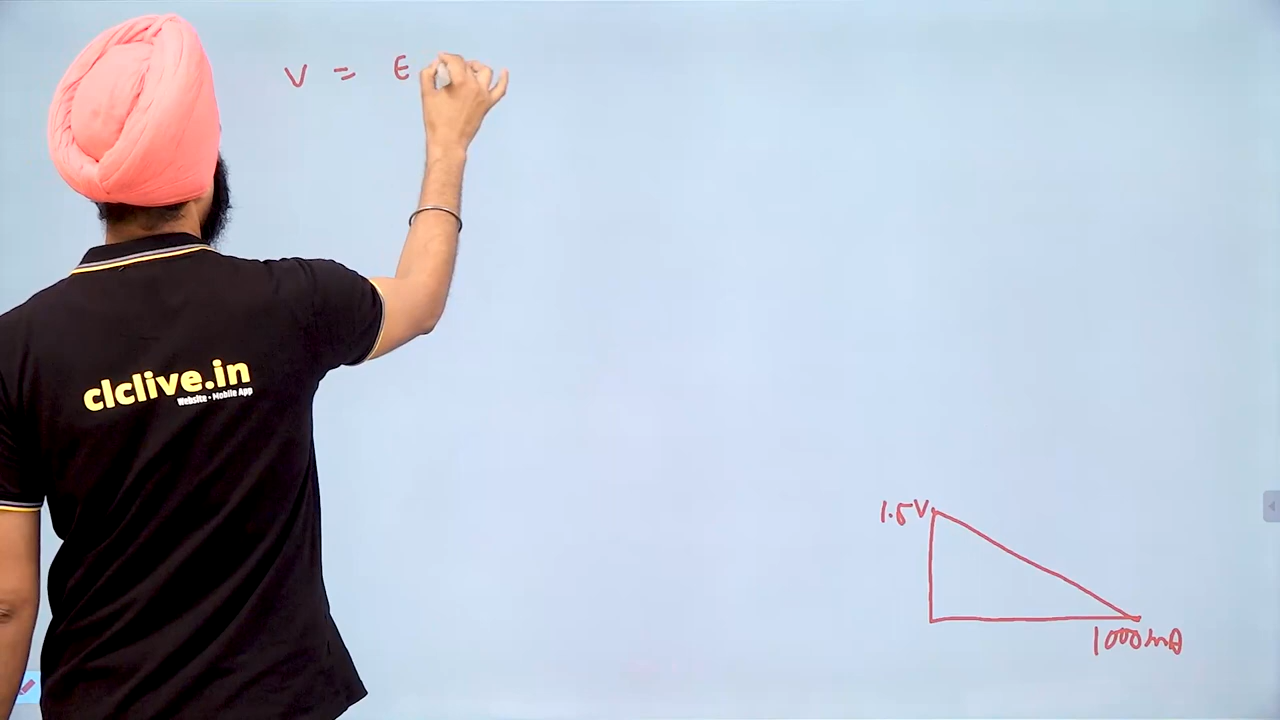 V = E
clclive.in
Website • Mobile App
1.5V
1000mA